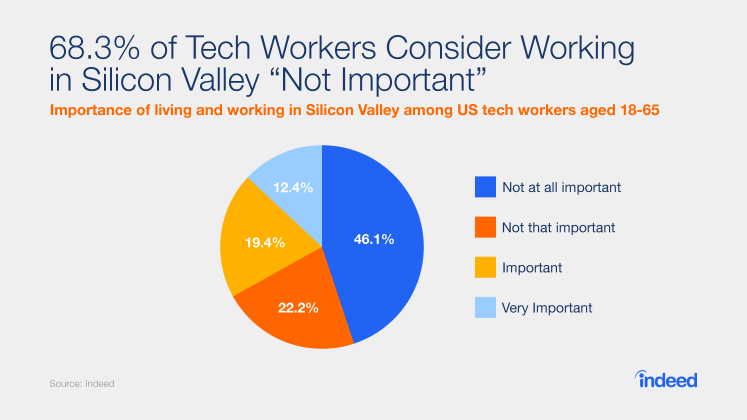 68.3% of Tech Workers Consider Working
in Silicon Valley “Not Important”
Importance of living and working in Silicon Valley among US tech workers aged 18-65
12.4%
46.1%
19.4%
22.2%
Not at all important
Not that important
Important
Very Important
Source: Indeed
indeed